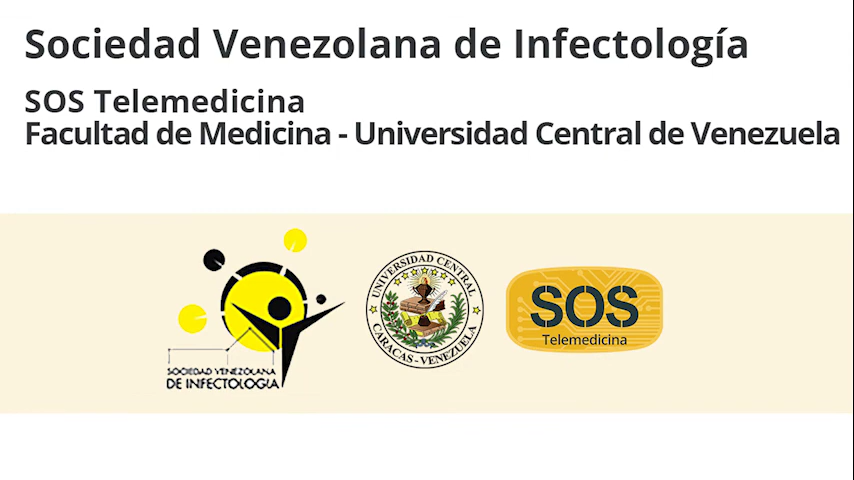 Sociedad Venezolana de Infectología
SOS Telemedicina
Facultad de Medicina - Universidad Central de Venezuela
SOCIEDAD VENEZOLANA
DE INFECTOLOGIA
UNIVERSIDAD CENTRAL
CARACAS - VENEZUELA
SOS
Telemedicina